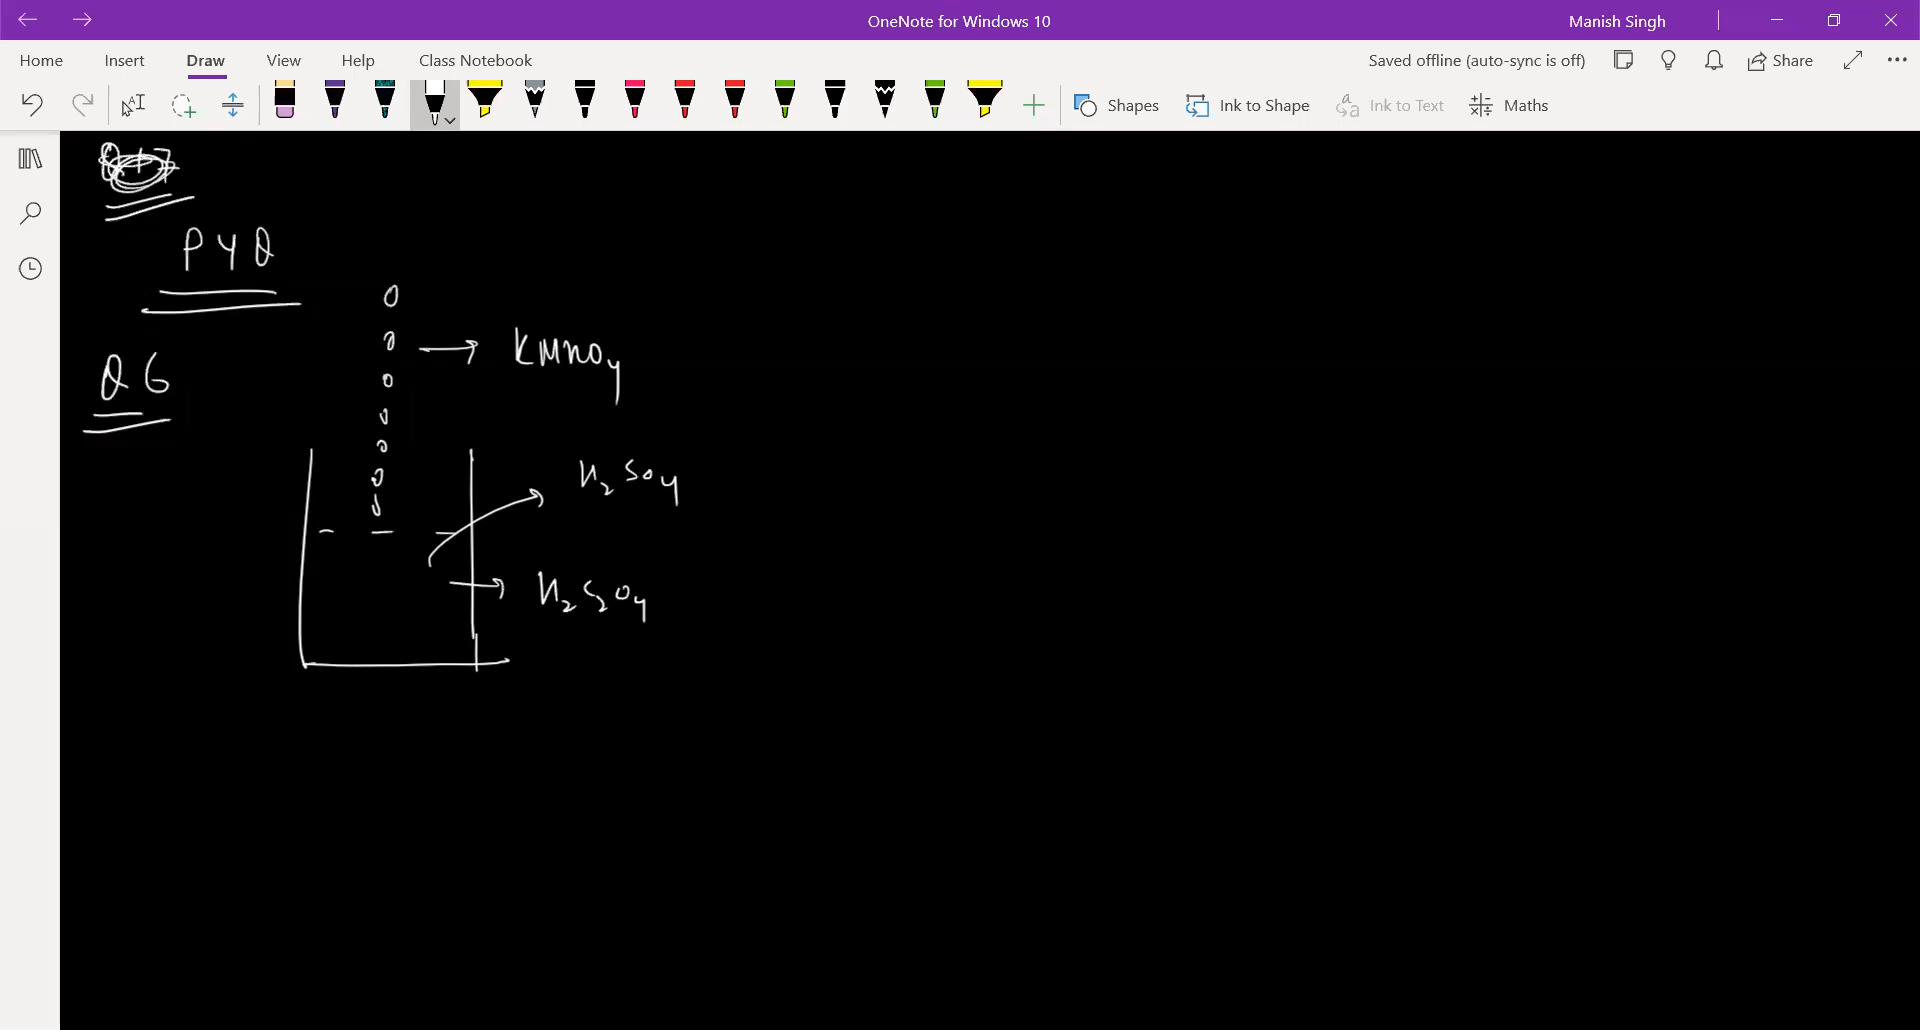 OneNote for Windows 10
Manish Singh
Home Insert Draw View Help Class Notebook
Saved offline (auto-sync is off) Share
Shapes Ink to Shape Ink to Text Maths
PYQ
Q6
KMnO4
H2SO4
H2S2O4